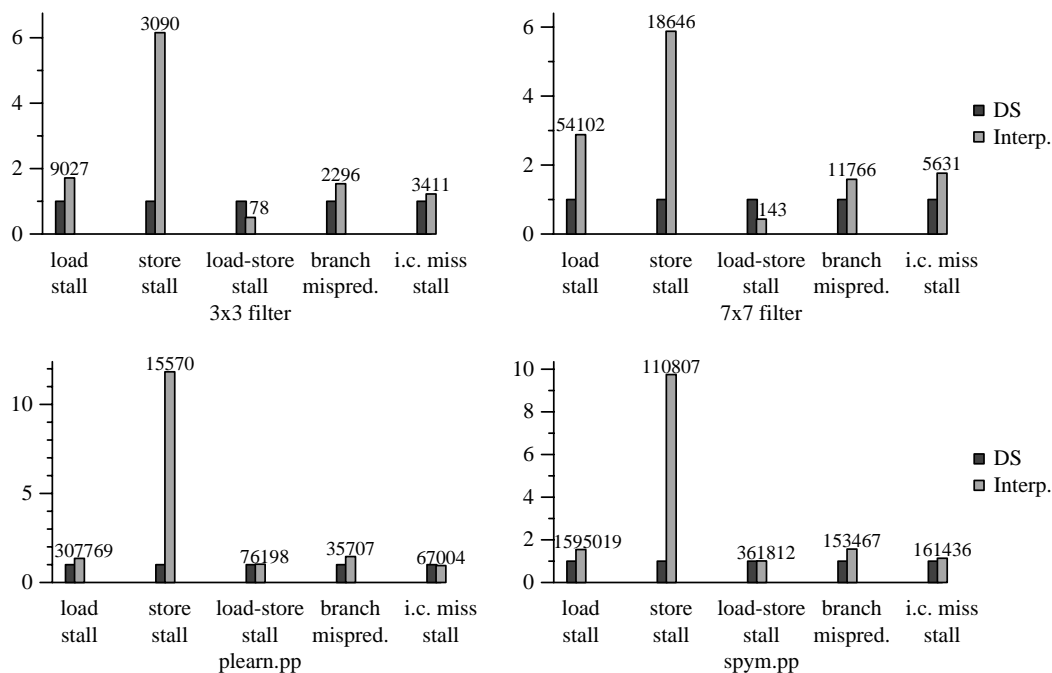 6
4
2
0
3090
9027
78
2296
3411
load stall
store stall
load-store stall
branch mispred.
i.c. miss stall
3x3 filter
6
4
2
0
18646
54102
143
11766
5631
load stall
store stall
load-store stall
branch mispred.
i.c. miss stall
7x7 filter
DS
Interp.
10
5
0
15570
307769
76198
35707
67004
load stall
store stall
load-store stall
branch mispred.
i.c. miss stall
plearn.pp
10
8
6
4
2
0
110807
1595019
361812
153467
161436
load stall
store stall
load-store stall
branch mispred.
i.c. miss stall
spym.pp
DS
Interp.